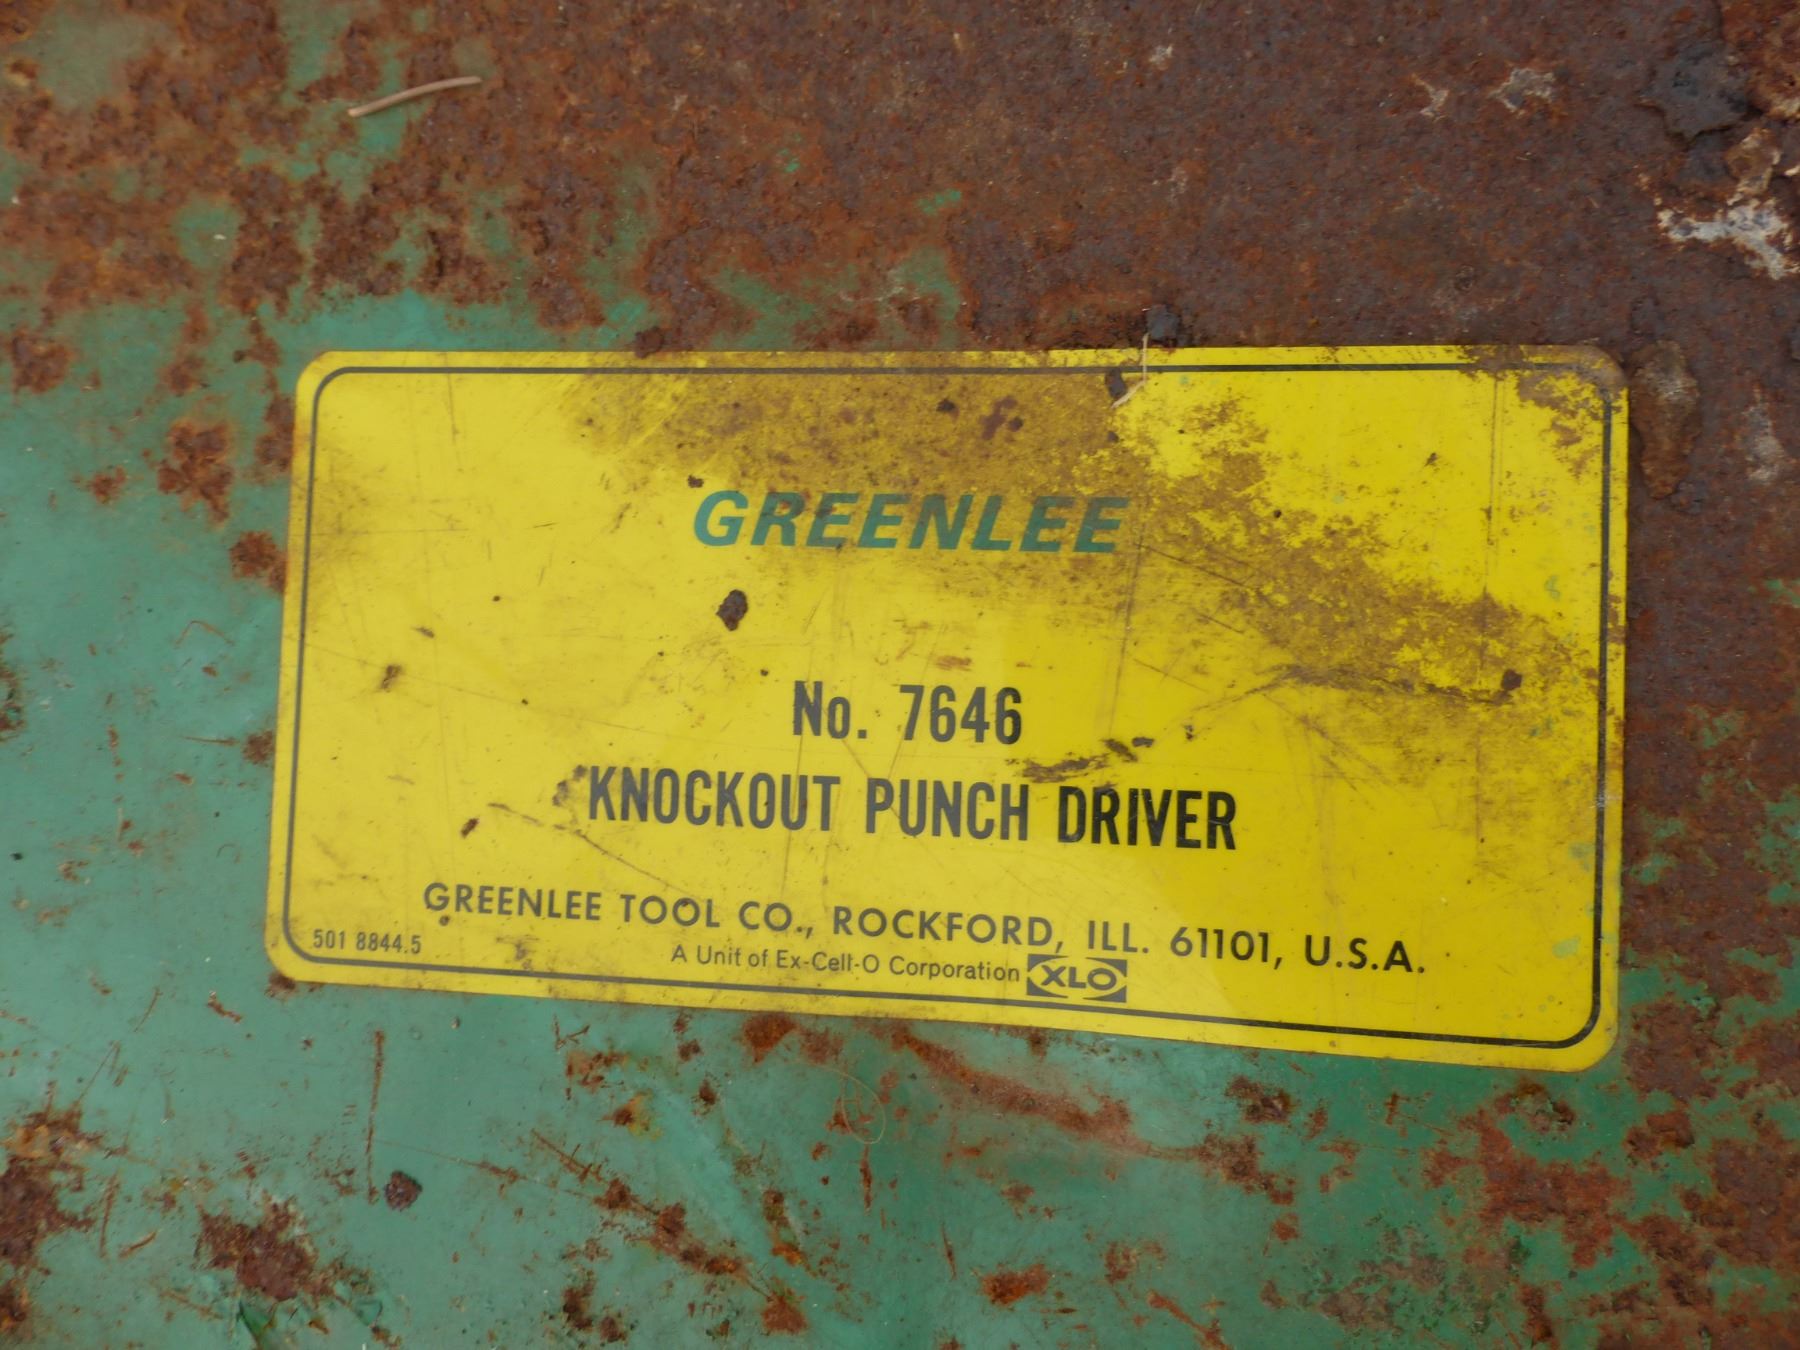 GREENLEE
No. 7646
KNOCKOUT PUNCH DRIVER
GREENLEE TOOL CO., ROCKFORD, ILL. 61101, U.S.A.
501 8844.5
A Unit of Ex-Cell-O Corporation XLO